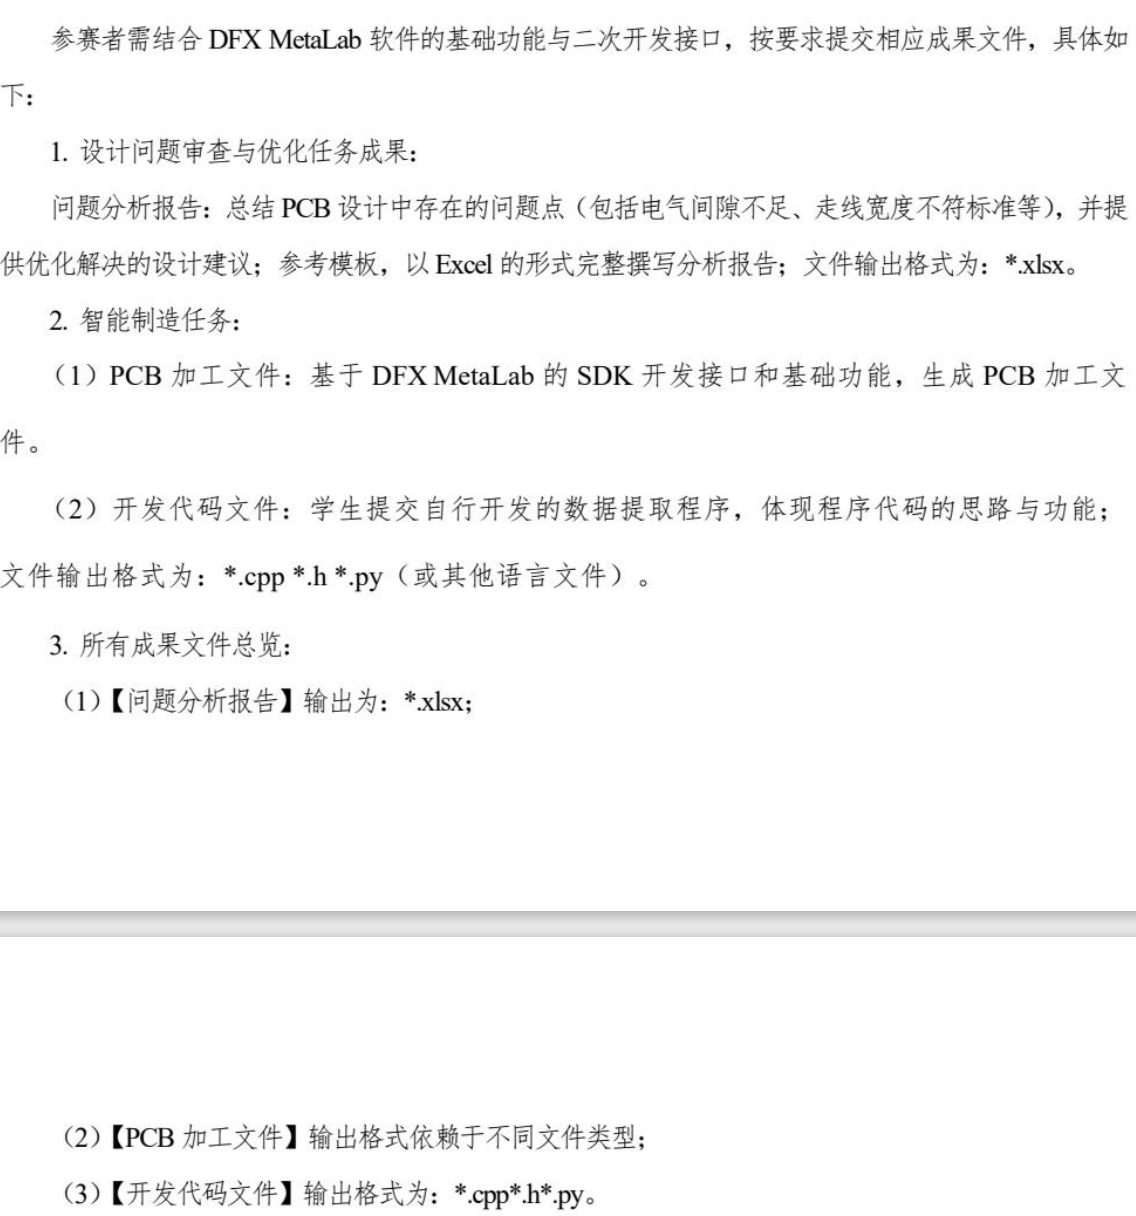 参赛者需结合 DFX MetaLab 软件的基础功能与二次开发接口，按要求提交相应成果文件，具体如
下：
1. 设计问题审查与优化任务成果：
问题分析报告：总结 PCB 设计中存在的问题点（包括电气间隙不足、走线宽度不符标准等），并提
供优化解决的设计建议；参考模板，以 Excel 的形式完整撰写分析报告；文件输出格式为：*.xlsx。
2. 智能制造任务：
（1）PCB 加工文件：基于 DFX MetaLab 的 SDK 开发接口和基础功能，生成 PCB 加工文
件。
（2）开发代码文件：学生提交自行开发的数据提取程序，体现程序代码的思路与功能；
文件输出格式为：*.cpp *.h *.py（或其他语言文件）。
3. 所有成果文件总览：
（1）【问题分析报告】输出为：*.xlsx；
（2）【PCB 加工文件】输出格式依赖于不同文件类型；
（3）【开发代码文件】输出格式为：*.cpp*.h*.py。